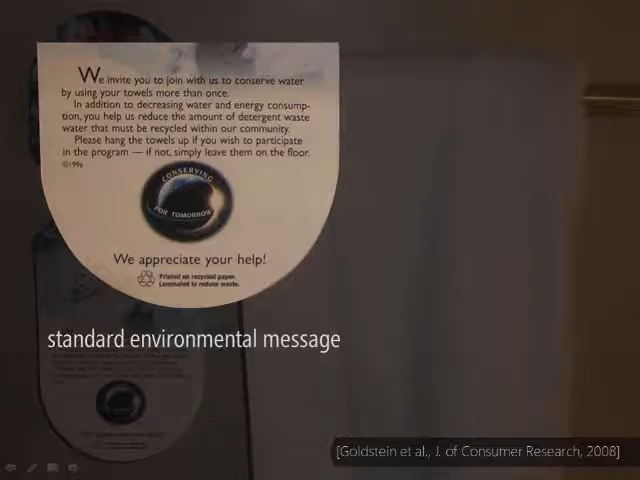 We invite you to join with us to conserve water
by using your towels more than once.
In addition to decreasing water and energy consump-
tion, you help us reduce the amount of detergent waste
water that must be recycled within our community.
Please hang the towels up if you wish to participate
in the program — if not, simply leave them on the floor.
©1996
CONSERVING
FOR TOMORROW
We appreciate your help!
Printed on recycled paper.
Laminated to reduce waste.
standard environmental message
[Goldstein et al., J. of Consumer Research, 2008]